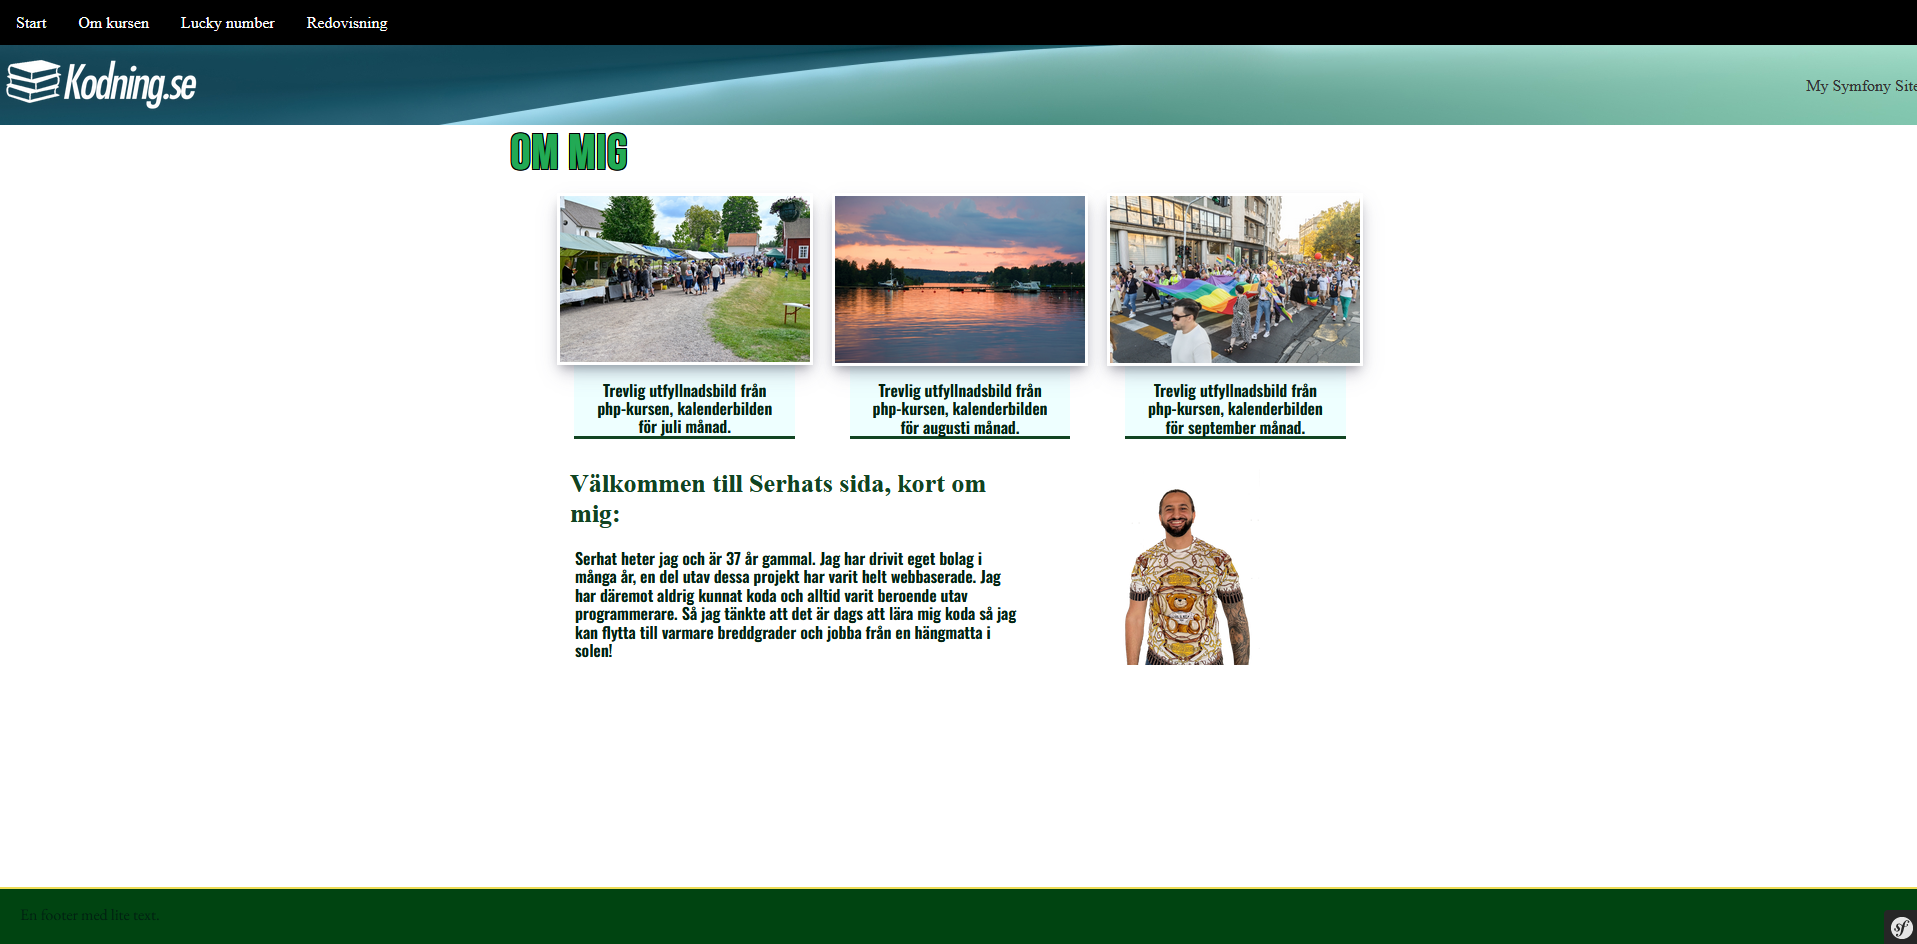 Start Om kursen Lucky number Redovisning
Kodning.se
My Symfony Site
OM MIG
Trevlig utfyllnadsbild från
php-kursen, kalenderbilden
för juli månad.
Trevlig utfyllnadsbild från
php-kursen, kalenderbilden
för augusti månad.
Trevlig utfyllnadsbild från
php-kursen, kalenderbilden
för september månad.
Välkommen till Serhats sida, kort om
mig:
Serhat heter jag och är 37 år gammal. Jag har drivit eget bolag i
många år, en del utav dessa projekt har varit helt webbaserade. Jag
har däremot aldrig kunnat koda och alltid varit beroende utav
programmerare. Så jag tänkte att det är dags att lära mig koda så jag
kan flytta till varmare breddgrader och jobba från en hängmatta i
solen!
En footer med lite text.
sf